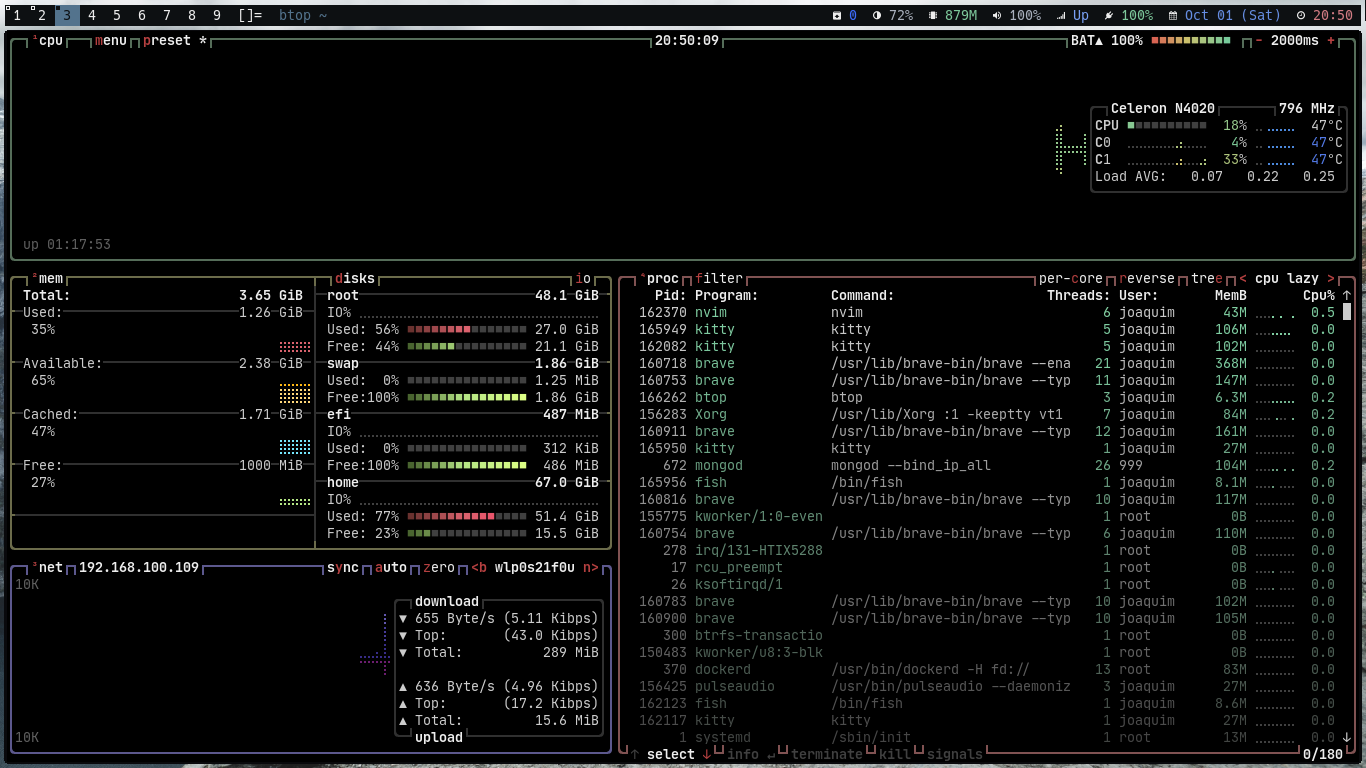 1 2 3 4 5 6 7 8 9 []= btop ~ 0 72% 879M 100% Up 100% Oct 01 (Sat) 20:50
¹cpu menu preset * 20:50:09 BAT▲ 100% - 2000ms +
Celeron N4020 796 MHz
CPU 18% 47°C
C0 4% 47°C
C1 33% 47°C
Load AVG: 0.07 0.22 0.25
up 01:17:53
²mem
Total: 3.65 GiB
Used: 1.26 GiB
35%
Available: 2.38 GiB
65%
Cached: 1.71 GiB
47%
Free: 1000 MiB
27%
disks io
root 48.1 GiB
IO%
Used: 56% 27.0 GiB
Free: 44% 21.1 GiB
swap 1.86 GiB
Used: 0% 1.25 MiB
Free:100% 1.86 GiB
efi 487 MiB
IO%
Used: 0% 312 KiB
Free:100% 486 MiB
home 67.0 GiB
IO%
Used: 77% 51.4 GiB
Free: 23% 15.5 GiB
³net 192.168.100.109 sync auto zero <b wlp0s21f0u n>
10K
download
▼ 655 Byte/s (5.11 Kibps)
▼ Top: (43.0 Kibps)
▼ Total: 289 MiB
▲ 636 Byte/s (4.96 Kibps)
▲ Top: (17.2 Kibps)
▲ Total: 15.6 MiB
upload
10K
⁴proc filter per-core reverse tree < cpu lazy >
Pid: Program: Command: Threads: User: MemB Cpu% ↑
162370 nvim nvim 6 joaquim 43M 0.5
165949 kitty kitty 5 joaquim 106M 0.0
162082 kitty kitty 5 joaquim 102M 0.0
160718 brave /usr/lib/brave-bin/brave --ena 21 joaquim 368M 0.0
160753 brave /usr/lib/brave-bin/brave --typ 11 joaquim 147M 0.0
166262 btop btop 3 joaquim 6.3M 0.2
156283 Xorg /usr/lib/Xorg :1 -keeptty vt1 7 joaquim 84M 0.2
160911 brave /usr/lib/brave-bin/brave --typ 12 joaquim 161M 0.0
165950 kitty kitty 1 joaquim 27M 0.0
672 mongod mongod --bind_ip_all 26 999 104M 0.2
165956 fish /bin/fish 1 joaquim 8.1M 0.0
160816 brave /usr/lib/brave-bin/brave --typ 10 joaquim 117M 0.0
155775 kworker/1:0-even 1 root 0B 0.0
160754 brave /usr/lib/brave-bin/brave --typ 6 joaquim 110M 0.0
278 irq/131-HTIX5288 1 root 0B 0.0
17 rcu_preempt 1 root 0B 0.0
26 ksoftirqd/1 1 root 0B 0.0
160783 brave /usr/lib/brave-bin/brave --typ 10 joaquim 102M 0.0
160900 brave /usr/lib/brave-bin/brave --typ 10 joaquim 105M 0.0
300 btrfs-transactio 1 root 0B 0.0
150483 kworker/u8:3-blk 1 root 0B 0.0
370 dockerd /usr/bin/dockerd -H fd:// 13 root 83M 0.0
156425 pulseaudio /usr/bin/pulseaudio --daemoniz 3 joaquim 27M 0.0
162123 fish /bin/fish 1 joaquim 8.6M 0.0
162117 kitty kitty 1 joaquim 27M 0.0
1 systemd /sbin/init 1 root 13M 0.0 ↓
↑ select ↓ info ↵ terminate kill signals 0/180